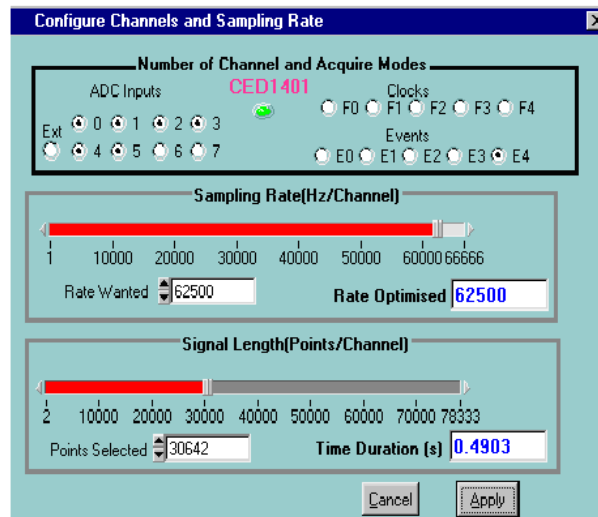 Configure Channels and Sampling Rate
Number of Channel and Acquire Modes
ADC Inputs CED1401 Clocks
F0 F1 F2 F3 F4
Ext 0 1 2 3
Events
4 5 6 7 E0 E1 E2 E3 E4
Sampling Rate(Hz/Channel)
1 10000 20000 30000 40000 50000 60000 66666
Rate Wanted 62500 Rate Optimised 62500
Signal Length(Points/Channel)
2 10000 20000 30000 40000 50000 60000 70000 78333
Points Selected 30642 Time Duration (s) 0.4903
Cancel Apply